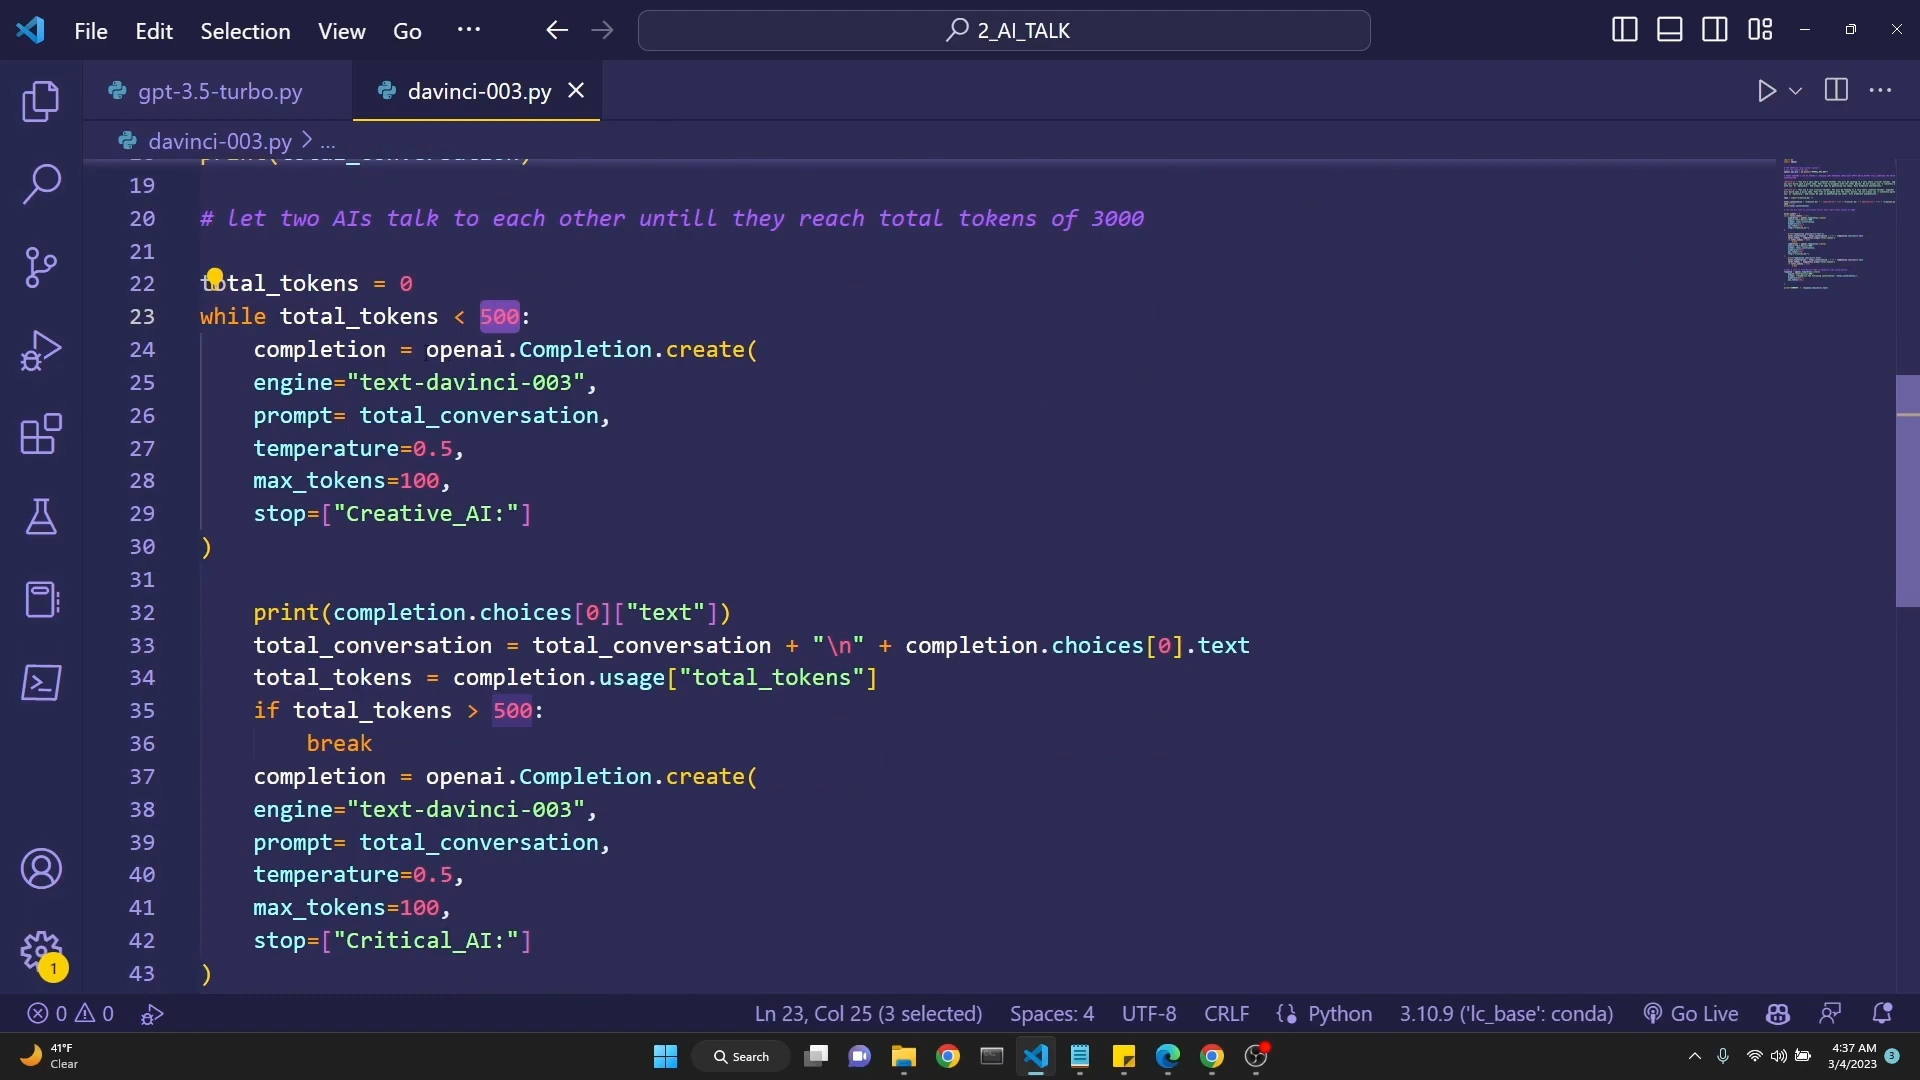 File Edit Selection View Go ··· 2_AI_TALK
gpt-3.5-turbo.py davinci-003.py
davinci-003.py > ...
19
20 # let two AIs talk to each other untill they reach total tokens of 3000
21
22 total_tokens = 0
23 while total_tokens < 500:
24 completion = openai.Completion.create(
25 engine="text-davinci-003",
26 prompt= total_conversation,
27 temperature=0.5,
28 max_tokens=100,
29 stop=["Creative_AI:"]
30 )
31
32 print(completion.choices[0]["text"])
33 total_conversation = total_conversation + "\n" + completion.choices[0].text
34 total_tokens = completion.usage["total_tokens"]
35 if total_tokens > 500:
36 break
37 completion = openai.Completion.create(
38 engine="text-davinci-003",
39 prompt= total_conversation,
40 temperature=0.5,
41 max_tokens=100,
42 stop=["Critical_AI:"]
43 )
1
0 0 Ln 23, Col 25 (3 selected) Spaces: 4 UTF-8 CRLF Python 3.10.9 ('lc_base': conda) Go Live
41°F
Clear
Search
4:37 AM
3/4/2023
3